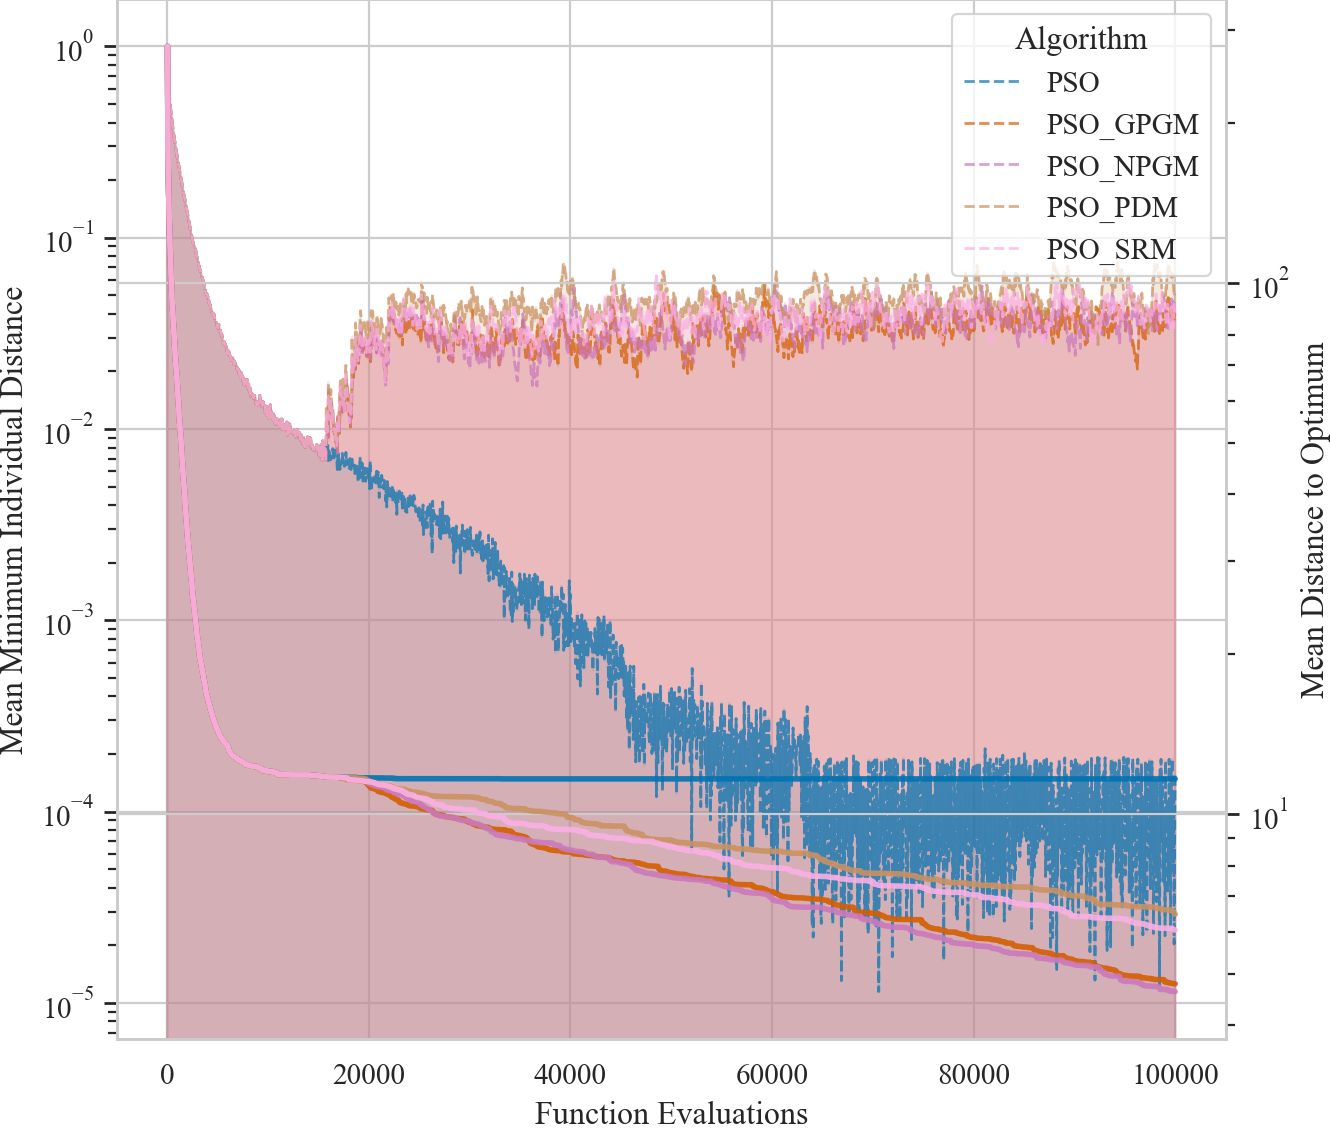 Algorithm
PSO
PSO_GPGM
PSO_NPGM
PSO_PDM
PSO_SRM
Mean Minimum Individual Distance
10^0
10^−1
10^−2
10^−3
10^−4
10^−5
10^2
10^1
Mean Distance to Optimum
0 20000 40000 60000 80000 100000
Function Evaluations